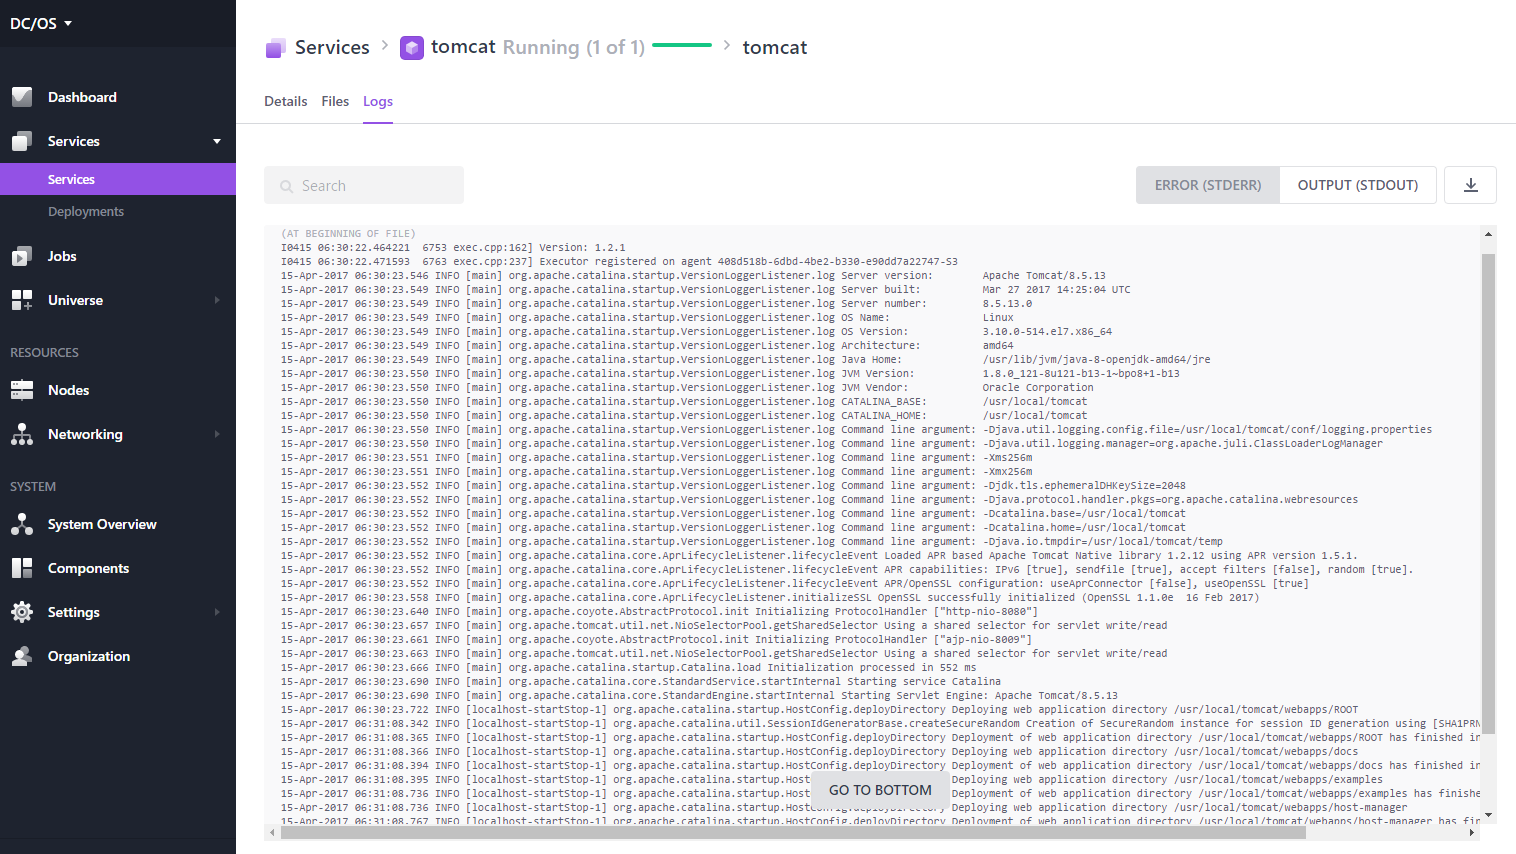 DC/OS
Dashboard
Services
Services
Deployments
Jobs
Universe
RESOURCES
Nodes
Networking
SYSTEM
System Overview
Components
Settings
Organization
Services > tomcat Running (1 of 1) > tomcat
Details Files Logs
Search
ERROR (STDERR) OUTPUT (STDOUT)
(AT BEGINNING OF FILE)
I0415 06:30:22.464221  6753 exec.cpp:162] Version: 1.2.1
I0415 06:30:22.471593  6763 exec.cpp:237] Executor registered on agent 408d518b-6dbd-4be2-b330-e90dd7a22747-S3
15-Apr-2017 06:30:23.546 INFO [main] org.apache.catalina.startup.VersionLoggerListener.log Server version:        Apache Tomcat/8.5.13
15-Apr-2017 06:30:23.549 INFO [main] org.apache.catalina.startup.VersionLoggerListener.log Server built:          Mar 27 2017 14:25:04 UTC
15-Apr-2017 06:30:23.549 INFO [main] org.apache.catalina.startup.VersionLoggerListener.log Server number:         8.5.13.0
15-Apr-2017 06:30:23.549 INFO [main] org.apache.catalina.startup.VersionLoggerListener.log OS Name:               Linux
15-Apr-2017 06:30:23.549 INFO [main] org.apache.catalina.startup.VersionLoggerListener.log OS Version:            3.10.0-514.el7.x86_64
15-Apr-2017 06:30:23.549 INFO [main] org.apache.catalina.startup.VersionLoggerListener.log Architecture:          amd64
15-Apr-2017 06:30:23.549 INFO [main] org.apache.catalina.startup.VersionLoggerListener.log Java Home:             /usr/lib/jvm/java-8-openjdk-amd64/jre
15-Apr-2017 06:30:23.550 INFO [main] org.apache.catalina.startup.VersionLoggerListener.log JVM Version:           1.8.0_121-8u121-b13-1~bpo8+1-b13
15-Apr-2017 06:30:23.550 INFO [main] org.apache.catalina.startup.VersionLoggerListener.log JVM Vendor:            Oracle Corporation
15-Apr-2017 06:30:23.550 INFO [main] org.apache.catalina.startup.VersionLoggerListener.log CATALINA_BASE:         /usr/local/tomcat
15-Apr-2017 06:30:23.550 INFO [main] org.apache.catalina.startup.VersionLoggerListener.log CATALINA_HOME:         /usr/local/tomcat
15-Apr-2017 06:30:23.550 INFO [main] org.apache.catalina.startup.VersionLoggerListener.log Command line argument: -Djava.util.logging.config.file=/usr/local/tomcat/conf/logging.properties
15-Apr-2017 06:30:23.550 INFO [main] org.apache.catalina.startup.VersionLoggerListener.log Command line argument: -Djava.util.logging.manager=org.apache.juli.ClassLoaderLogManager
15-Apr-2017 06:30:23.551 INFO [main] org.apache.catalina.startup.VersionLoggerListener.log Command line argument: -Xms256m
15-Apr-2017 06:30:23.551 INFO [main] org.apache.catalina.startup.VersionLoggerListener.log Command line argument: -Xmx256m
15-Apr-2017 06:30:23.552 INFO [main] org.apache.catalina.startup.VersionLoggerListener.log Command line argument: -Djdk.tls.ephemeralDHKeySize=2048
15-Apr-2017 06:30:23.552 INFO [main] org.apache.catalina.startup.VersionLoggerListener.log Command line argument: -Djava.protocol.handler.pkgs=org.apache.catalina.webresources
15-Apr-2017 06:30:23.552 INFO [main] org.apache.catalina.startup.VersionLoggerListener.log Command line argument: -Dcatalina.base=/usr/local/tomcat
15-Apr-2017 06:30:23.552 INFO [main] org.apache.catalina.startup.VersionLoggerListener.log Command line argument: -Dcatalina.home=/usr/local/tomcat
15-Apr-2017 06:30:23.552 INFO [main] org.apache.catalina.startup.VersionLoggerListener.log Command line argument: -Djava.io.tmpdir=/usr/local/tomcat/temp
15-Apr-2017 06:30:23.552 INFO [main] org.apache.catalina.core.AprLifecycleListener.lifecycleEvent Loaded APR based Apache Tomcat Native library 1.2.12 using APR version 1.5.1.
15-Apr-2017 06:30:23.552 INFO [main] org.apache.catalina.core.AprLifecycleListener.lifecycleEvent APR capabilities: IPv6 [true], sendfile [true], accept filters [false], random [true].
15-Apr-2017 06:30:23.552 INFO [main] org.apache.catalina.core.AprLifecycleListener.lifecycleEvent APR/OpenSSL configuration: useAprConnector [false], useOpenSSL [true]
15-Apr-2017 06:30:23.558 INFO [main] org.apache.catalina.core.AprLifecycleListener.initializeSSL OpenSSL successfully initialized (OpenSSL 1.1.0e  16 Feb 2017)
15-Apr-2017 06:30:23.640 INFO [main] org.apache.coyote.AbstractProtocol.init Initializing ProtocolHandler ["http-nio-8080"]
15-Apr-2017 06:30:23.657 INFO [main] org.apache.tomcat.util.net.NioSelectorPool.getSharedSelector Using a shared selector for servlet write/read
15-Apr-2017 06:30:23.661 INFO [main] org.apache.coyote.AbstractProtocol.init Initializing ProtocolHandler ["ajp-nio-8009"]
15-Apr-2017 06:30:23.663 INFO [main] org.apache.tomcat.util.net.NioSelectorPool.getSharedSelector Using a shared selector for servlet write/read
15-Apr-2017 06:30:23.666 INFO [main] org.apache.catalina.startup.Catalina.load Initialization processed in 552 ms
15-Apr-2017 06:30:23.690 INFO [main] org.apache.catalina.core.StandardService.startInternal Starting service Catalina
15-Apr-2017 06:30:23.690 INFO [main] org.apache.catalina.core.StandardEngine.startInternal Starting Servlet Engine: Apache Tomcat/8.5.13
15-Apr-2017 06:30:23.722 INFO [localhost-startStop-1] org.apache.catalina.startup.HostConfig.deployDirectory Deploying web application directory /usr/local/tomcat/webapps/ROOT
15-Apr-2017 06:31:08.342 INFO [localhost-startStop-1] org.apache.catalina.util.SessionIdGeneratorBase.createSecureRandom Creation of SecureRandom instance for session ID generation using [SHA1PRN
15-Apr-2017 06:31:08.365 INFO [localhost-startStop-1] org.apache.catalina.startup.HostConfig.deployDirectory Deployment of web application directory /usr/local/tomcat/webapps/ROOT has finished in
15-Apr-2017 06:31:08.366 INFO [localhost-startStop-1] org.apache.catalina.startup.HostConfig.deployDirectory Deploying web application directory /usr/local/tomcat/webapps/docs
15-Apr-2017 06:31:08.394 INFO [localhost-startStop-1] org.apache.catalina.startup.HostConfig.deployDirectory Deployment of web application directory /usr/local/tomcat/webapps/docs has finished in
15-Apr-2017 06:31:08.395 INFO [localhost-startStop-1] org.apache.catalina.startup.Host Deploying web application directory /usr/local/tomcat/webapps/examples
15-Apr-2017 06:31:08.736 INFO [localhost-startStop-1] org.apache.catalina.startup.Host Deployment of web application directory /usr/local/tomcat/webapps/examples has finishe
15-Apr-2017 06:31:08.736 INFO [localhost-startStop-1] org.apache.catalina.startup.HostConfig.deployDirectory Deploying web application directory /usr/local/tomcat/webapps/host-manager
15-Apr-2017 06:31:08.767 INFO [localhost-startStop-1] org.apache.catalina.startup.HostConfig.deployDirectory Deployment of web application directory /usr/local/tomcat/webapps/host-manager has fin
GO TO BOTTOM